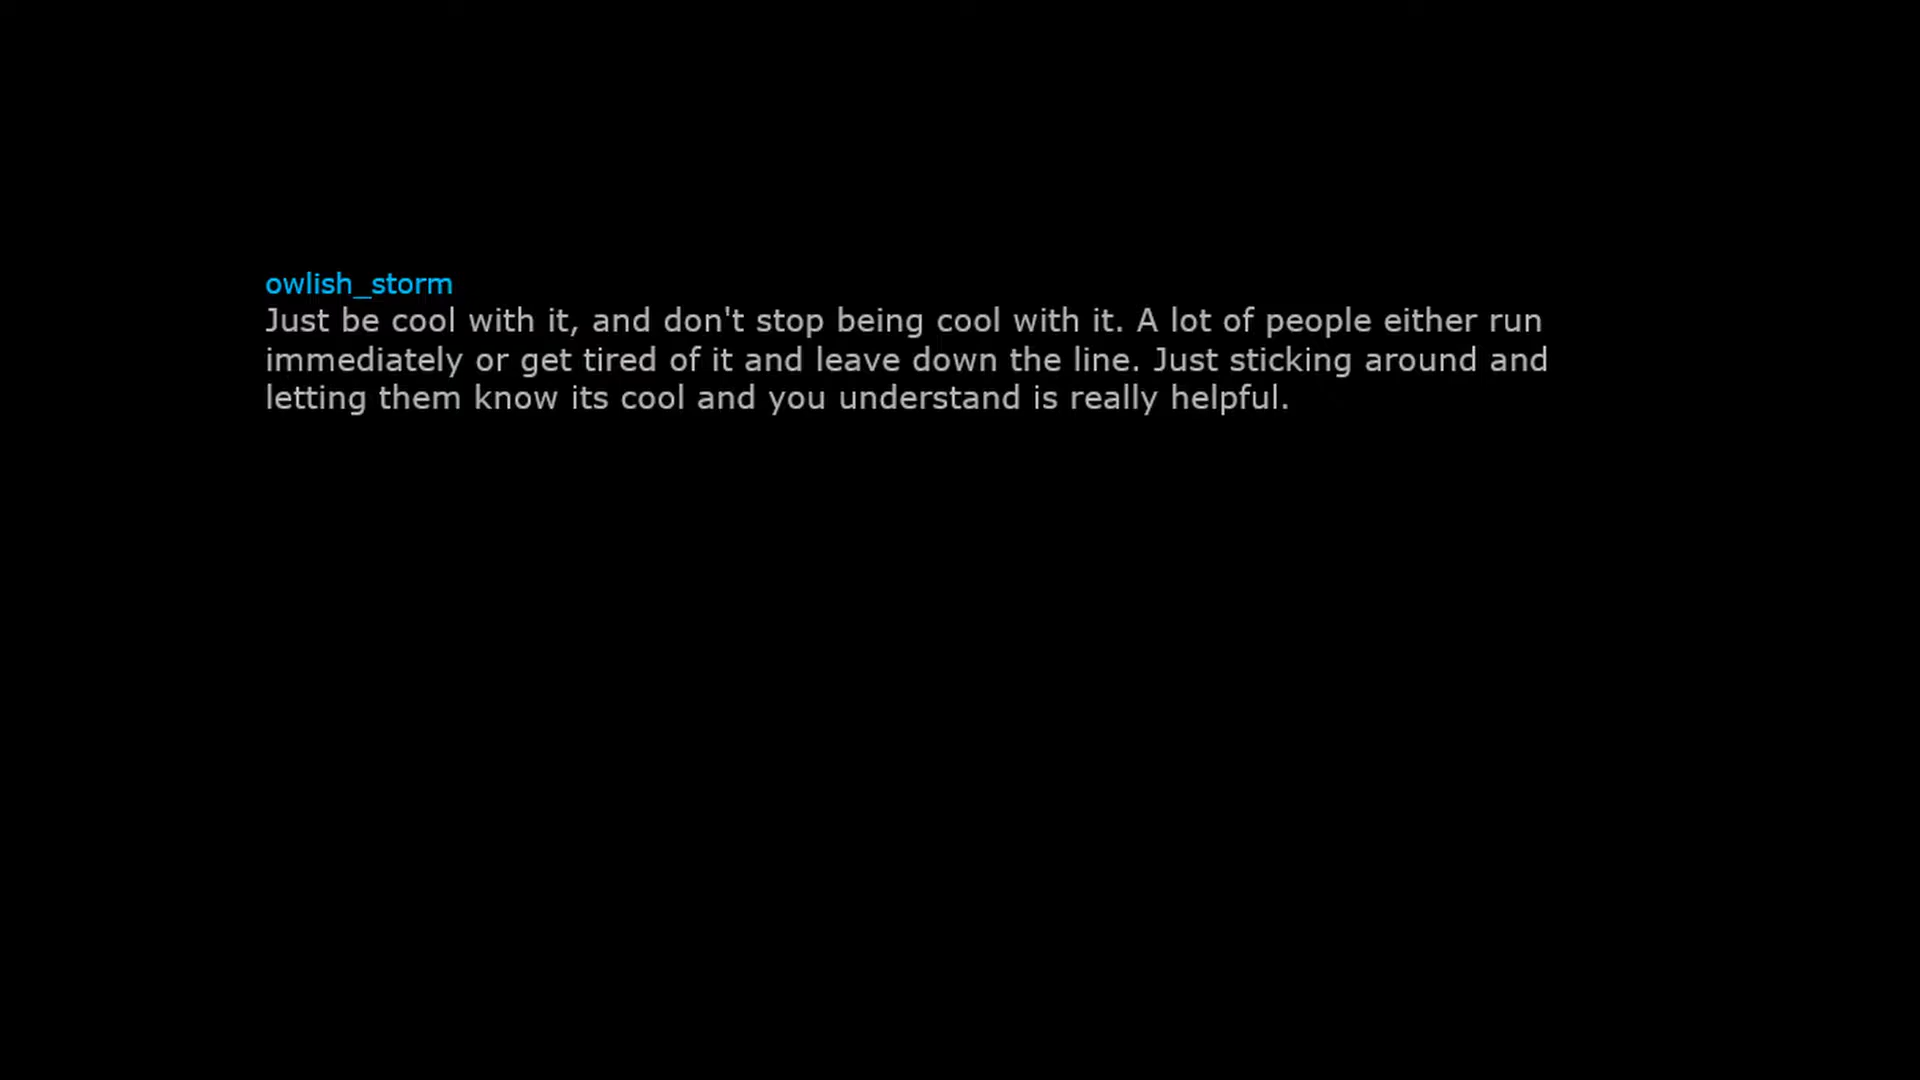 owlish_storm
Just be cool with it, and don't stop being cool with it. A lot of people either run
immediately or get tired of it and leave down the line. Just sticking around and
letting them know its cool and you understand is really helpful.